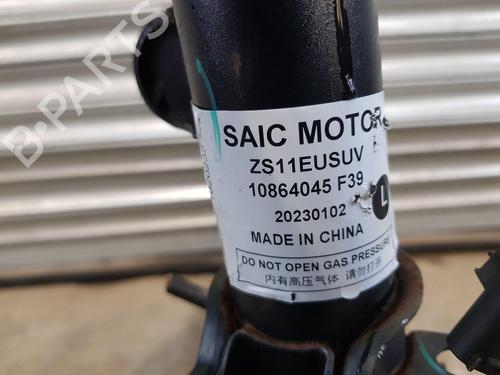 B-PARTS
SAIC MOTOR
ZS11EUSUV
10864045 F39
20230102
L
MADE IN CHINA
DO NOT OPEN GAS PRESSURE
内有高压气体 请勿打开